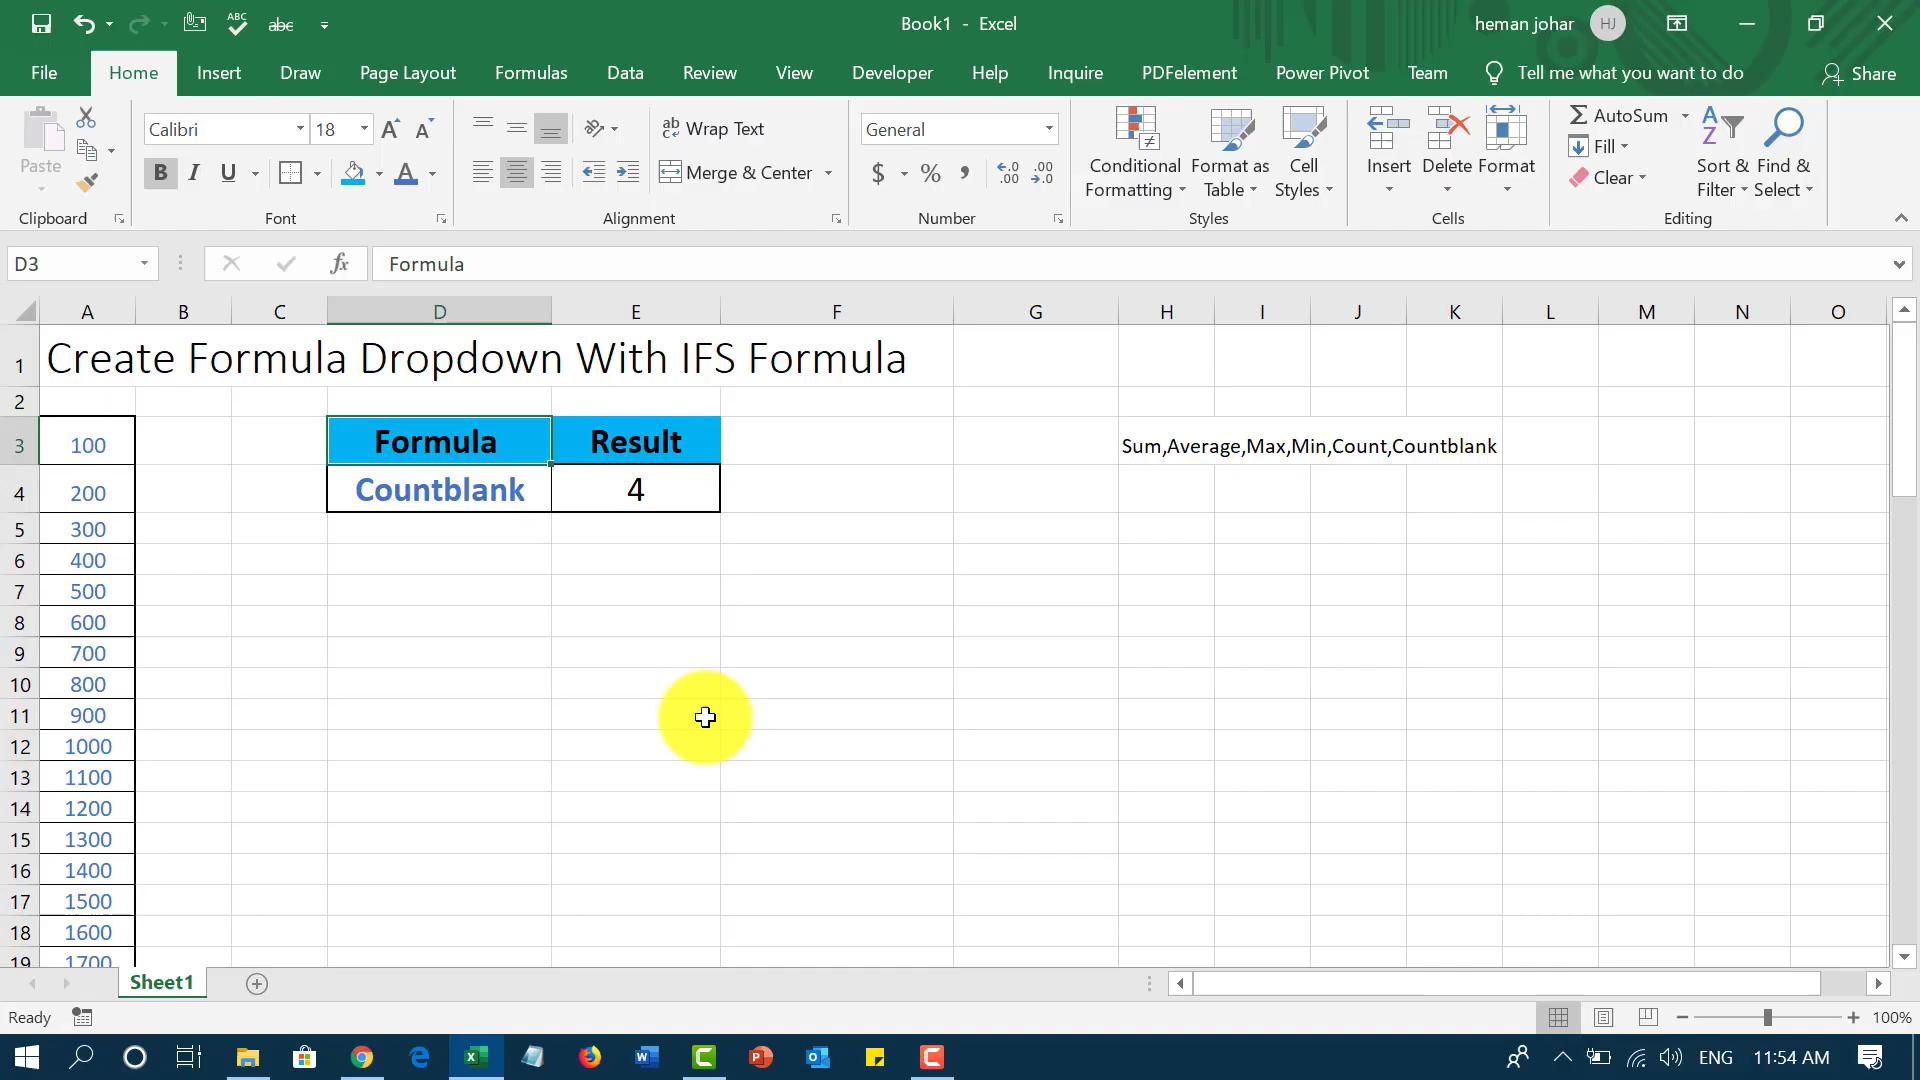 Book1 - Excel
heman johar HJ
File Home Insert Draw Page Layout Formulas Data Review View Developer Help Inquire PDFelement Power Pivot Team Tell me what you want to do Share
Paste
Clipboard
Calibri 18
B I U
Font
Wrap Text
Merge & Center
Alignment
General
$ % ,
Number
Conditional Formatting
Format as Table
Cell Styles
Styles
Insert Delete Format
Cells
AutoSum
Fill
Clear
Sort & Filter
Find & Select
Editing
D3 fx Formula
A B C D E F G H I J K L M N O
1 Create Formula Dropdown With IFS Formula
2
3 100 Formula Result Sum,Average,Max,Min,Count,Countblank
4 200 Countblank 4
5 300
6 400
7 500
8 600
9 700
10 800
11 900
12 1000
13 1100
14 1200
15 1300
16 1400
17 1500
18 1600
19 1700
Sheet1
Ready 100%
ENG 11:54 AM